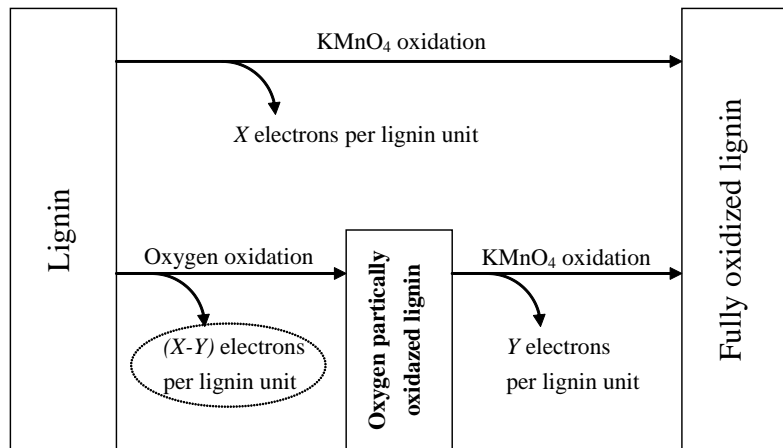 KMnO₄ oxidation
X electrons per lignin unit
Lignin
Oxygen oxidation
(X-Y) electrons
per lignin unit
Oxygen partically
oxidazed lignin
KMnO₄ oxidation
Y electrons
per lignin unit
Fully oxidized lignin